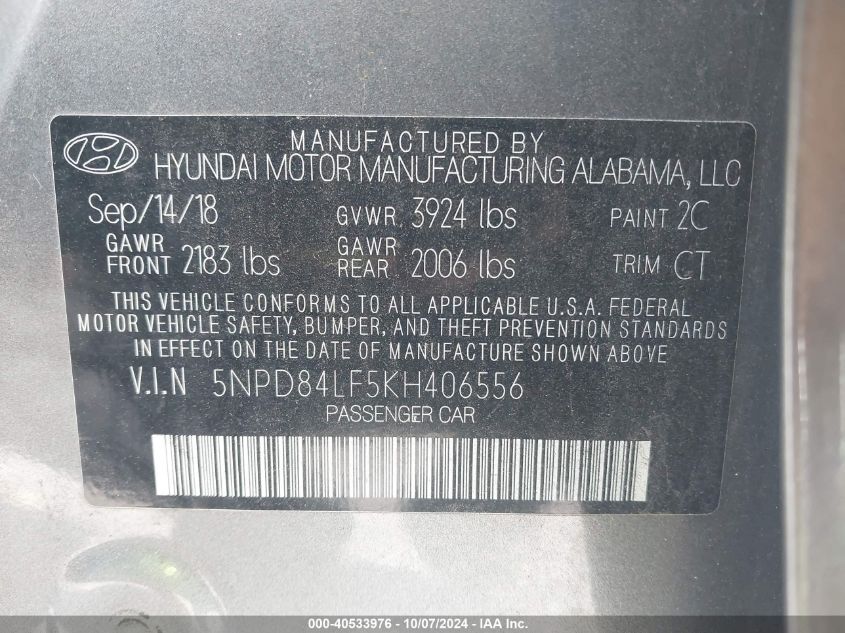 MANUFACTURED BY
HYUNDAI MOTOR MANUFACTURING ALABAMA, LLC
Sep/14/18 GVWR 3924 lbs PAINT 2C
GAWR FRONT 2183 lbs GAWR REAR 2006 lbs TRIM CT
THIS VEHICLE CONFORMS TO ALL APPLICABLE U.S.A. FEDERAL
MOTOR VEHICLE SAFETY, BUMPER, AND THEFT PREVENTION STANDARDS
IN EFFECT ON THE DATE OF MANUFACTURE SHOWN ABOVE
V.I.N 5NPD84LF5KH406556
PASSENGER CAR
000-40533976 - 10/07/2024 - IAA Inc.